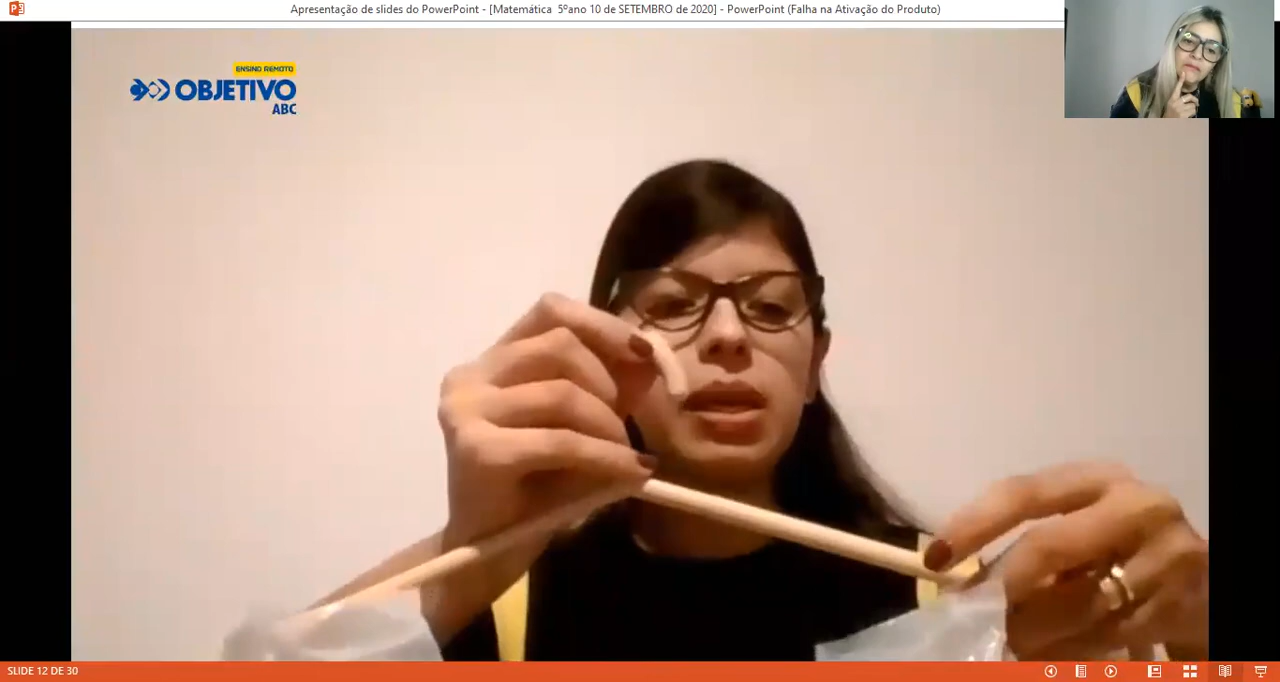 Apresentação de slides do PowerPoint - [Matemática 5ºano 10 de SETEMBRO de 2020] - PowerPoint (Falha na Ativação do Produto)
ENSINO REMOTO
OBJETIVO
ABC
SLIDE 12 DE 30